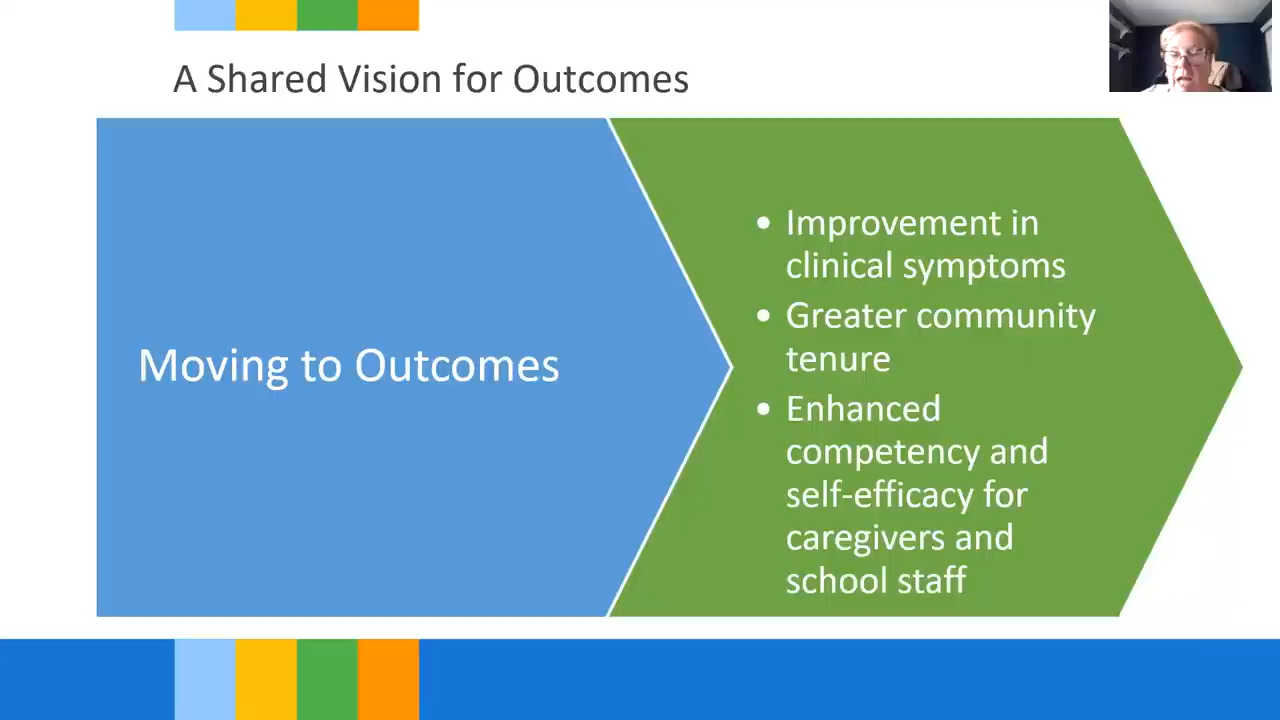 A Shared Vision for Outcomes
Moving to Outcomes
• Improvement in
clinical symptoms
• Greater community
tenure
• Enhanced
competency and
self-efficacy for
caregivers and
school staff